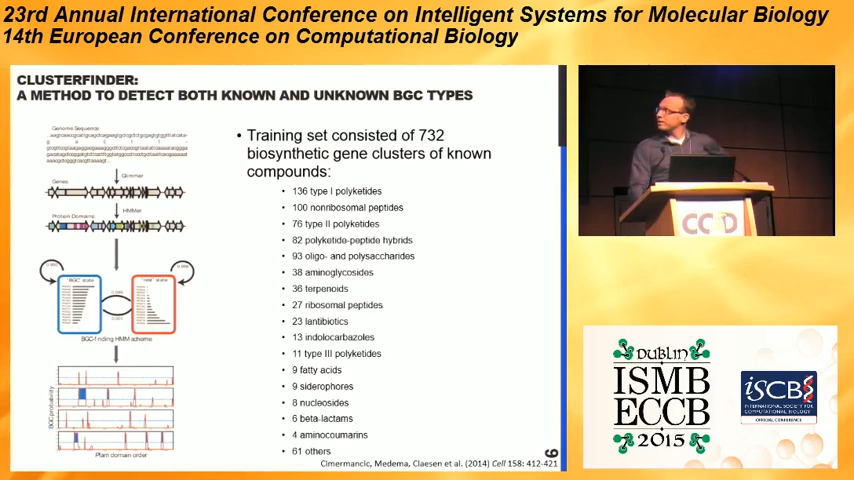 23rd Annual International Conference on Intelligent Systems for Molecular Biology
14th European Conference on Computational Biology
CLUSTERFINDER:
A METHOD TO DETECT BOTH KNOWN AND UNKNOWN BGC TYPES
Genome Sequences
Glimmer
Genes
HMMer
Protein Domains
"BGC" state
BGC-finding HMM scheme
BGC probability
Pfam domain order
• Training set consisted of 732
biosynthetic gene clusters of known
compounds:
• 136 type I polyketides
• 100 nonribosomal peptides
• 76 type II polyketides
• 82 polyketide-peptide hybrids
• 93 oligo- and polysaccharides
• 38 aminoglycosides
• 36 terpenoids
• 27 ribosomal peptides
• 23 lantibiotics
• 13 indolocarbazoles
• 11 type III polyketides
• 9 fatty acids
• 9 siderophores
• 8 nucleosides
• 6 beta-lactams
• 4 aminocoumarins
• 61 others
Cimermancic, Medema, Claesen et al. (2014) Cell 158: 412-421
6
DUBLIN
ISMB
ECCB
2015
iSCB
INTERNATIONAL SOCIETY FOR
COMPUTATIONAL BIOLOGY
OFFICIAL CONFERENCE